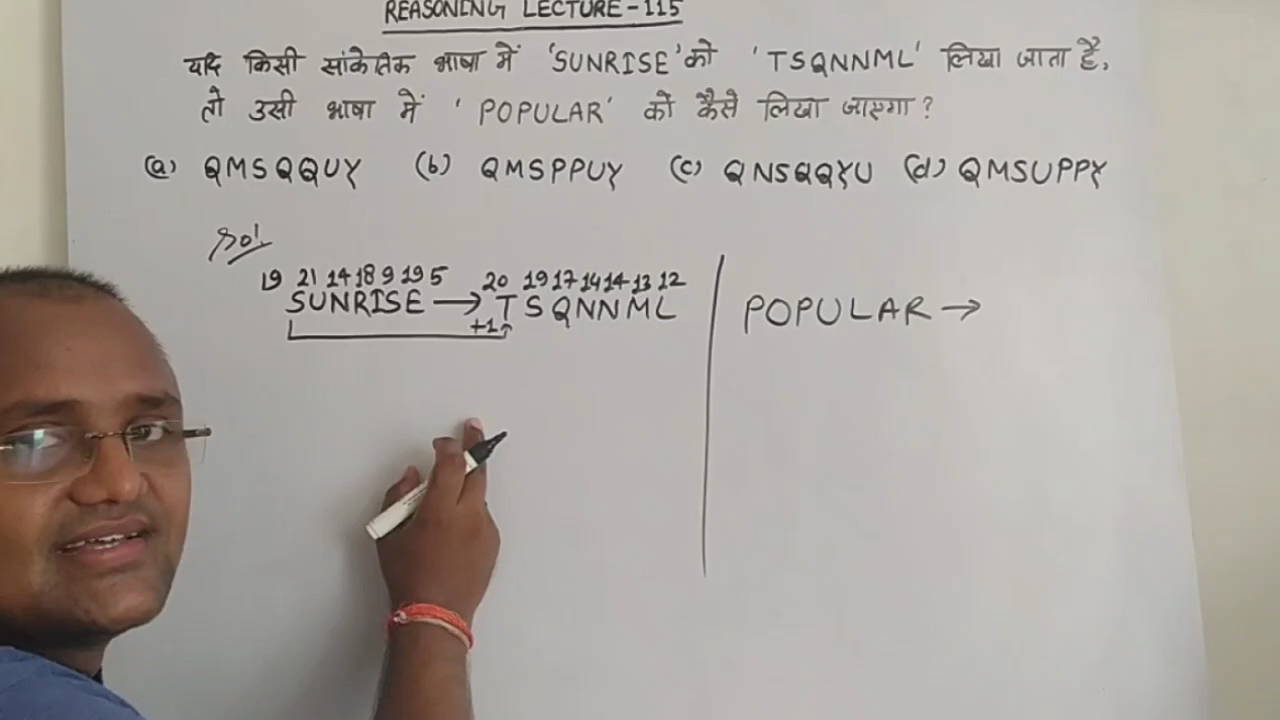 REASONING LECTURE-115
यदि किसी सांकेतिक भाषा में 'SUNRISE' को 'TSQNNML' लिखा जाता है,
तो उसी भाषा में 'POPULAR' को कैसे लिखा जाएगा?
(a) QMSQQUY (b) QMSPPUY (c) QNSQQYU (d) QMSUPPY
Sol
19 21 14 18 9 19 5 20 19 17 14 14 13 12
SUNRISE → TSQNNML POPULAR →
+1